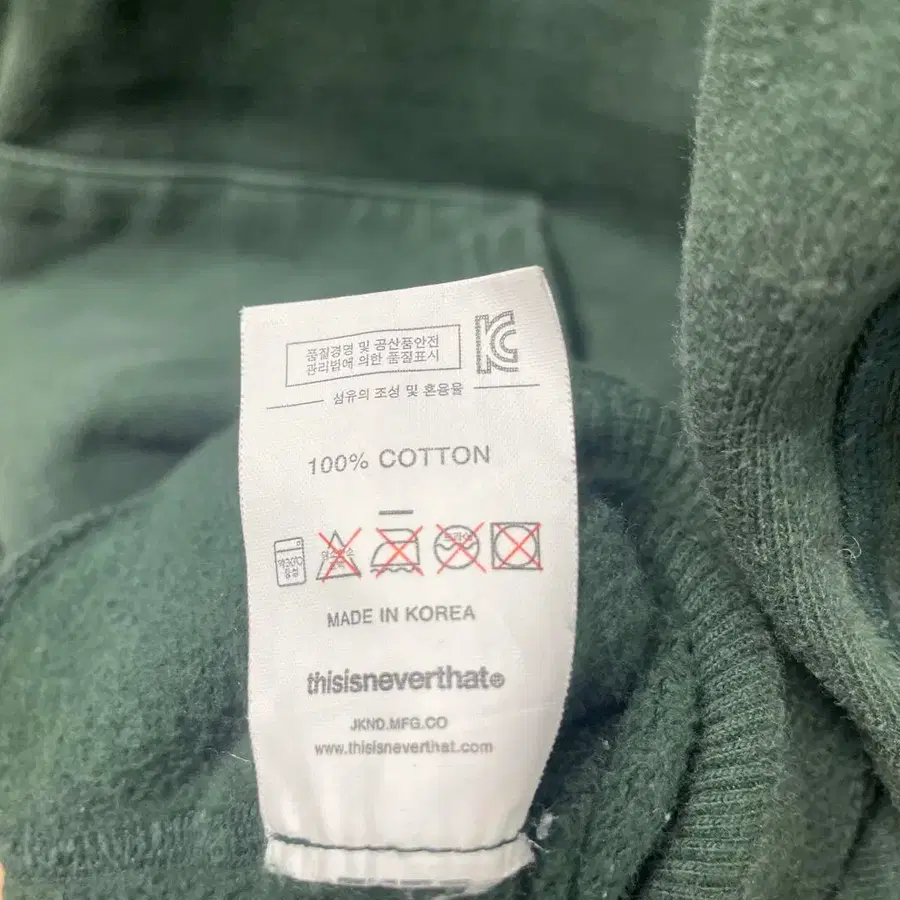 품질경영 및 공산품안전
관리법에 의한 품질표시
섬유의 조성 및 혼용율
100% COTTON
MADE IN KOREA
thisisneverthat®
JKND.MFG.CO
www.thisisneverthat.com